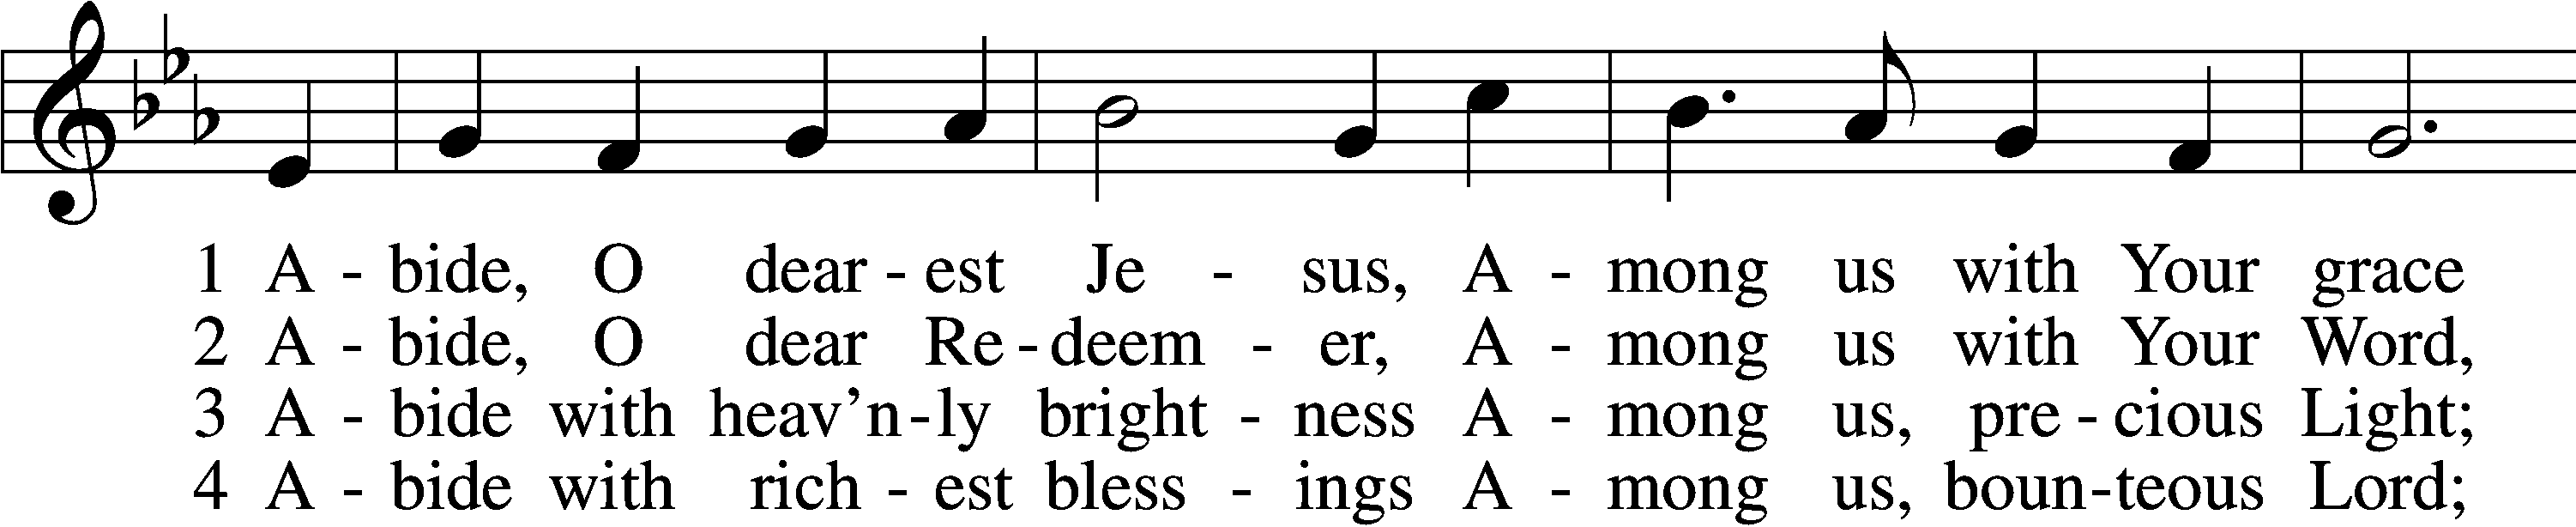 1 A - bide, O dear - est Je - sus, A - mong us with Your grace
2 A - bide, O dear Re - deem - er, A - mong us with Your Word,
3 A - bide with heav’n - ly bright - ness A - mong us, pre - cious Light;
4 A - bide with rich - est bless - ings A - mong us, boun - teous Lord;